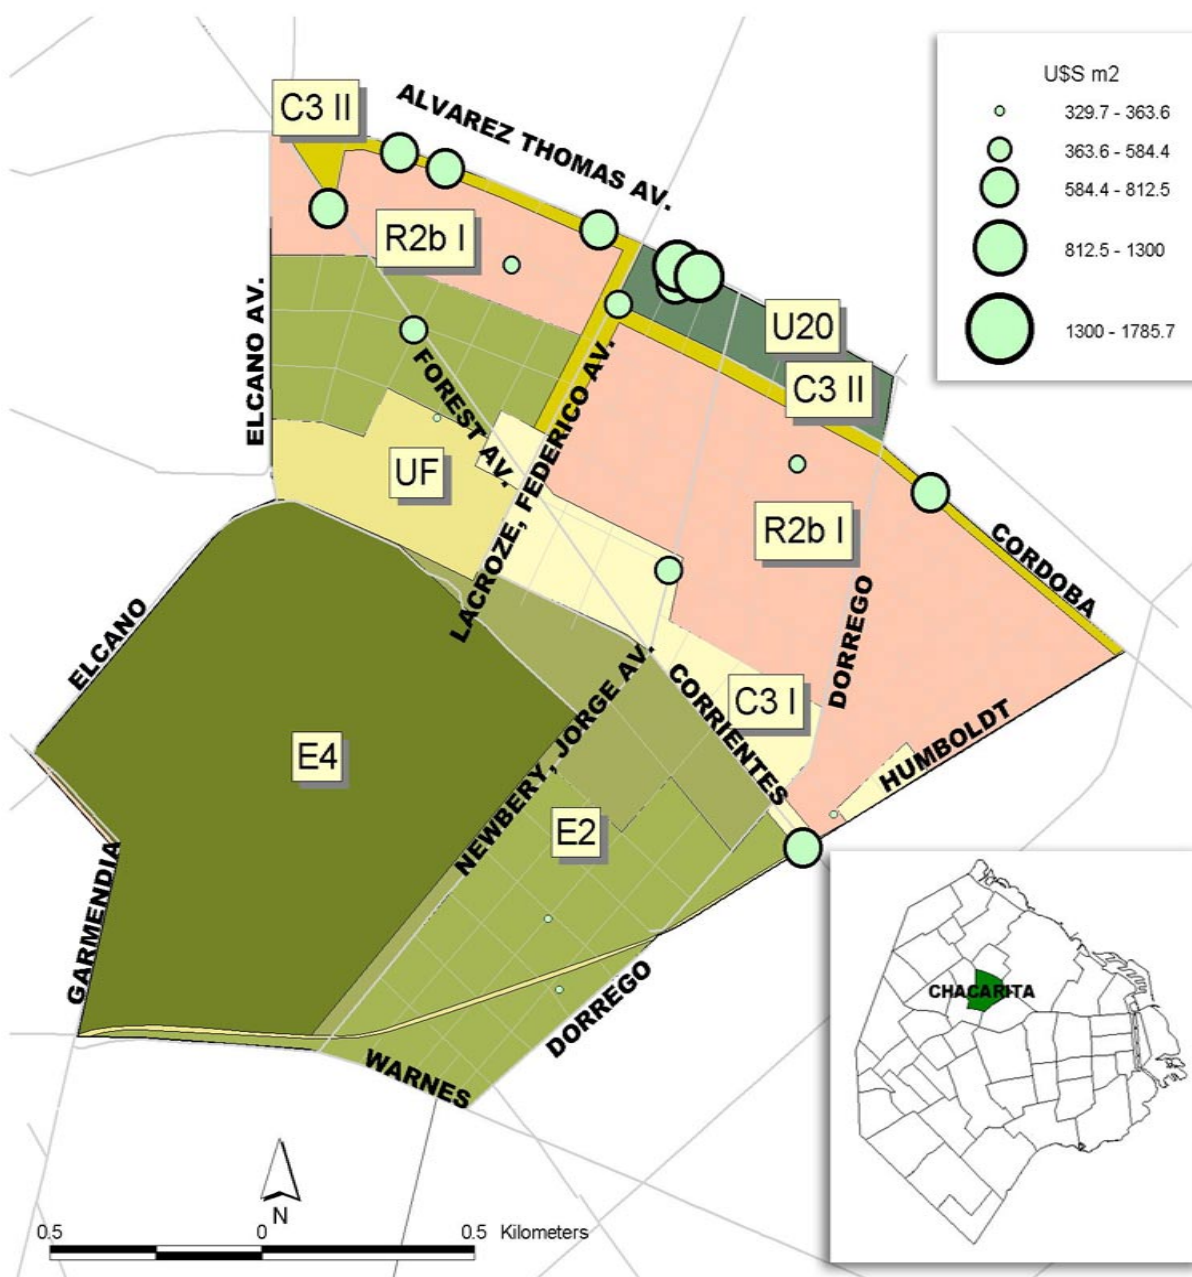 U$S m2
329.7 - 363.6
363.6 - 584.4
584.4 - 812.5
812.5 - 1300
1300 - 1785.7
C3 II
ALVAREZ THOMAS AV.
R2b I
ELCANO AV.
U20
C3 II
FOREST AV.
LACROZE, FEDERICO AV.
UF
R2b I
CORDOBA
ELCANO
DORREGO
C3 I
CORRIENTES
HUMBOLDT
E4
NEWBERY, JORGE AV.
E2
GARMENDIA
DORREGO
WARNES
CHACARITA
N
0.5 0 0.5 Kilometers